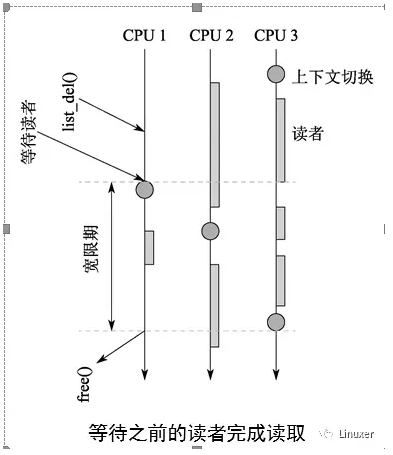 CPU 1 CPU 2 CPU 3
上下文切换
list_del()
读者
等待读者
宽限期
free()
等待之前的读者完成读取
Linuxer